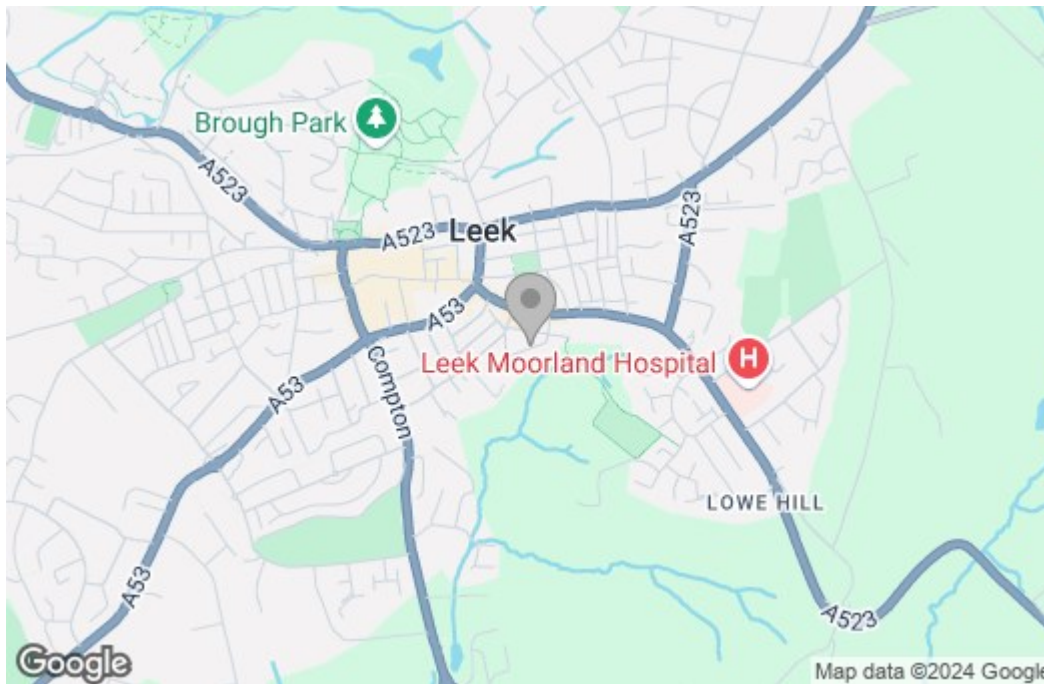 Brough Park
A523
A523
Leek
A523
A53
Leek Moorland Hospital
H
Compton
A53
LOWE HILL
A53
A523
Google
Map data ©2024 Google